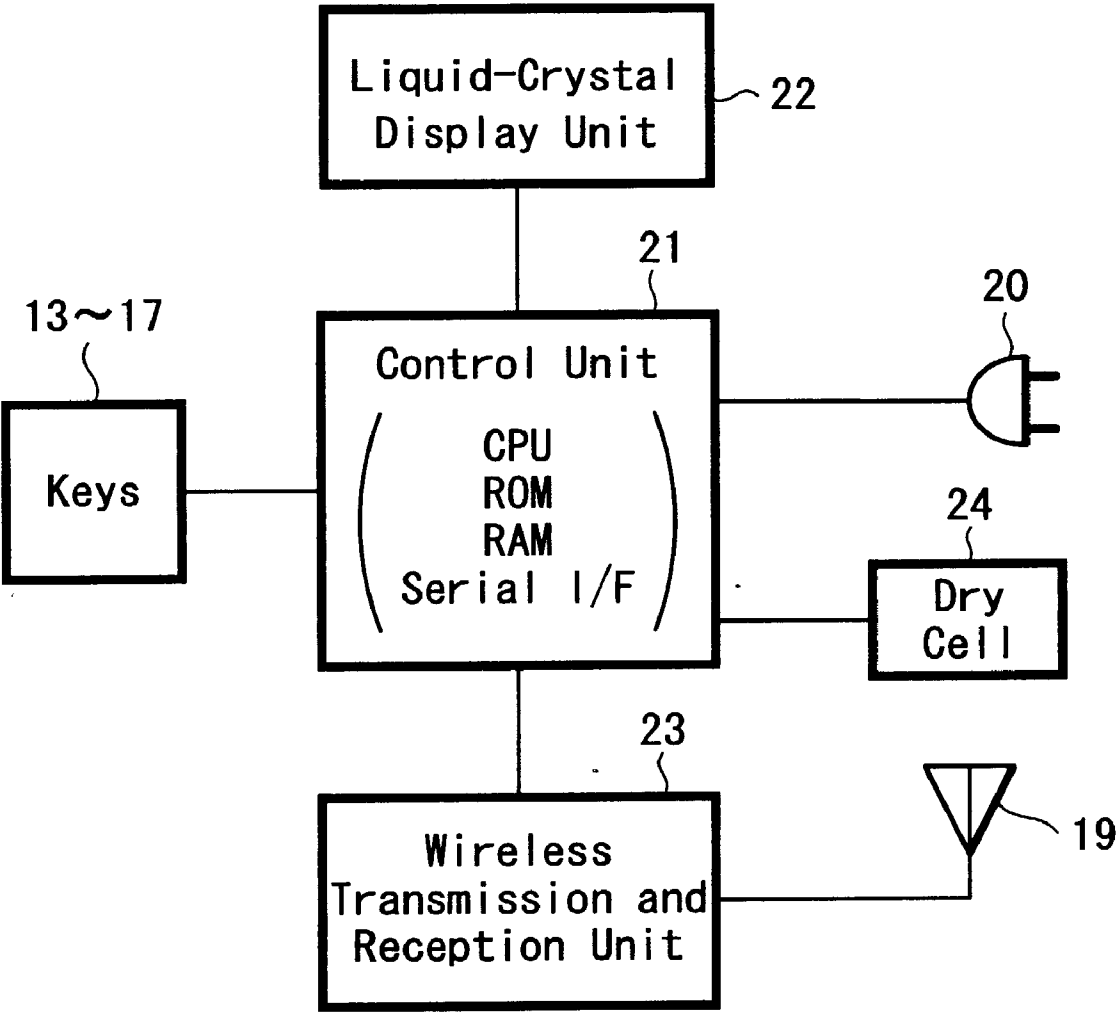 Liquid-Crystal
Display Unit
22
21
20
13～17
Control Unit
CPU
ROM
RAM
Serial I/F
Keys
24
Dry
Cell
23
Wireless
Transmission and
Reception Unit
19